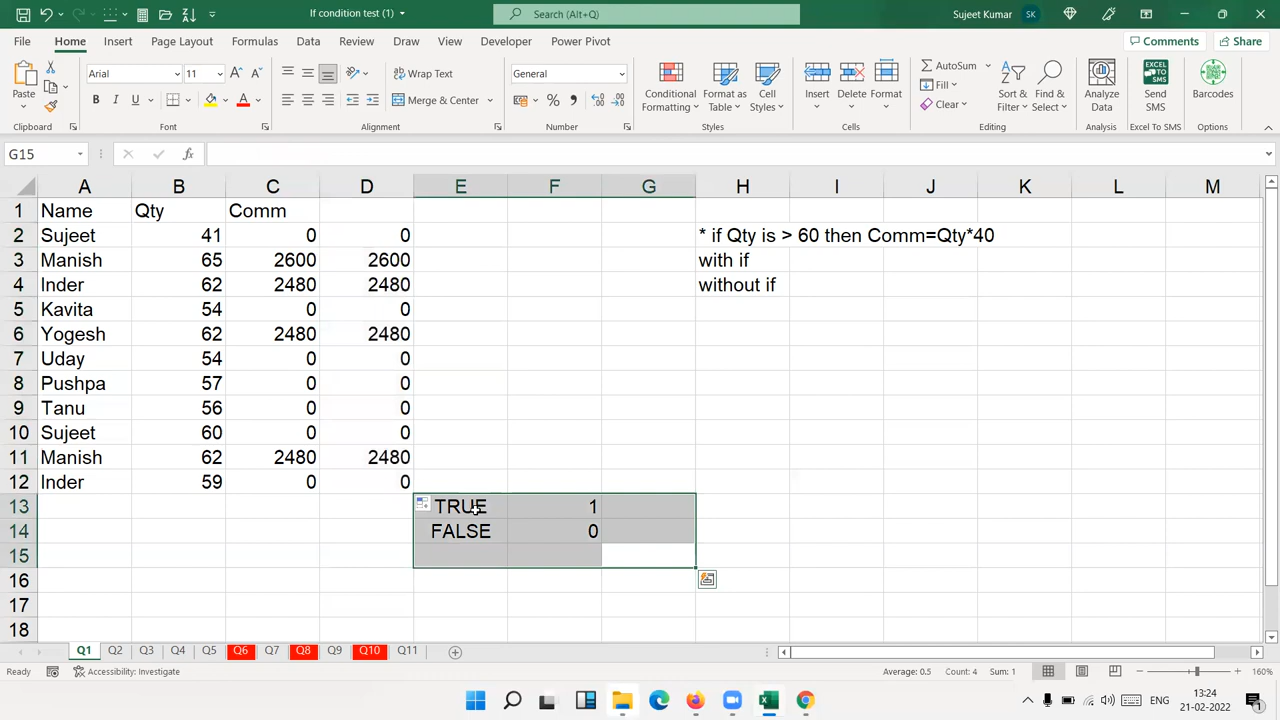 If condition test (1)
Search (Alt+Q)
Sujeet Kumar SK
File Home Insert Page Layout Formulas Data Review View Draw Developer Power Pivot Comments Share
Paste Arial 11 Wrap Text General Conditional Formatting Format as Table Cell Styles Insert Delete Format AutoSum Sort & Filter Find & Select Analyze Data Excel To SMS Send SMS Barcodes
B I U A Merge & Center % Fill Clear
Clipboard Font Alignment Number Styles Cells Editing Analysis Excel To SMS Options
G15 fx
A B C D E F G H I J K L M
1 Name Qty Comm
2 Sujeet 41 0 0 * if Qty is > 60 then Comm=Qty*40
3 Manish 65 2600 2600 with if
4 Inder 62 2480 2480 without if
5 Kavita 54 0 0
6 Yogesh 62 2480 2480
7 Uday 54 0 0
8 Pushpa 57 0 0
9 Tanu 56 0 0
10 Sujeet 60 0 0
11 Manish 62 2480 2480
12 Inder 59 0 0
13 TRUE 1
14 FALSE 0
15
16
17
18
Q1 Q2 Q3 Q4 Q5 Q6 Q7 Q8 Q9 Q10 Q11
Ready Accessibility: Investigate Average: 0.5 Count: 4 Sum: 1 160%
ENG 13:24
21-02-2022